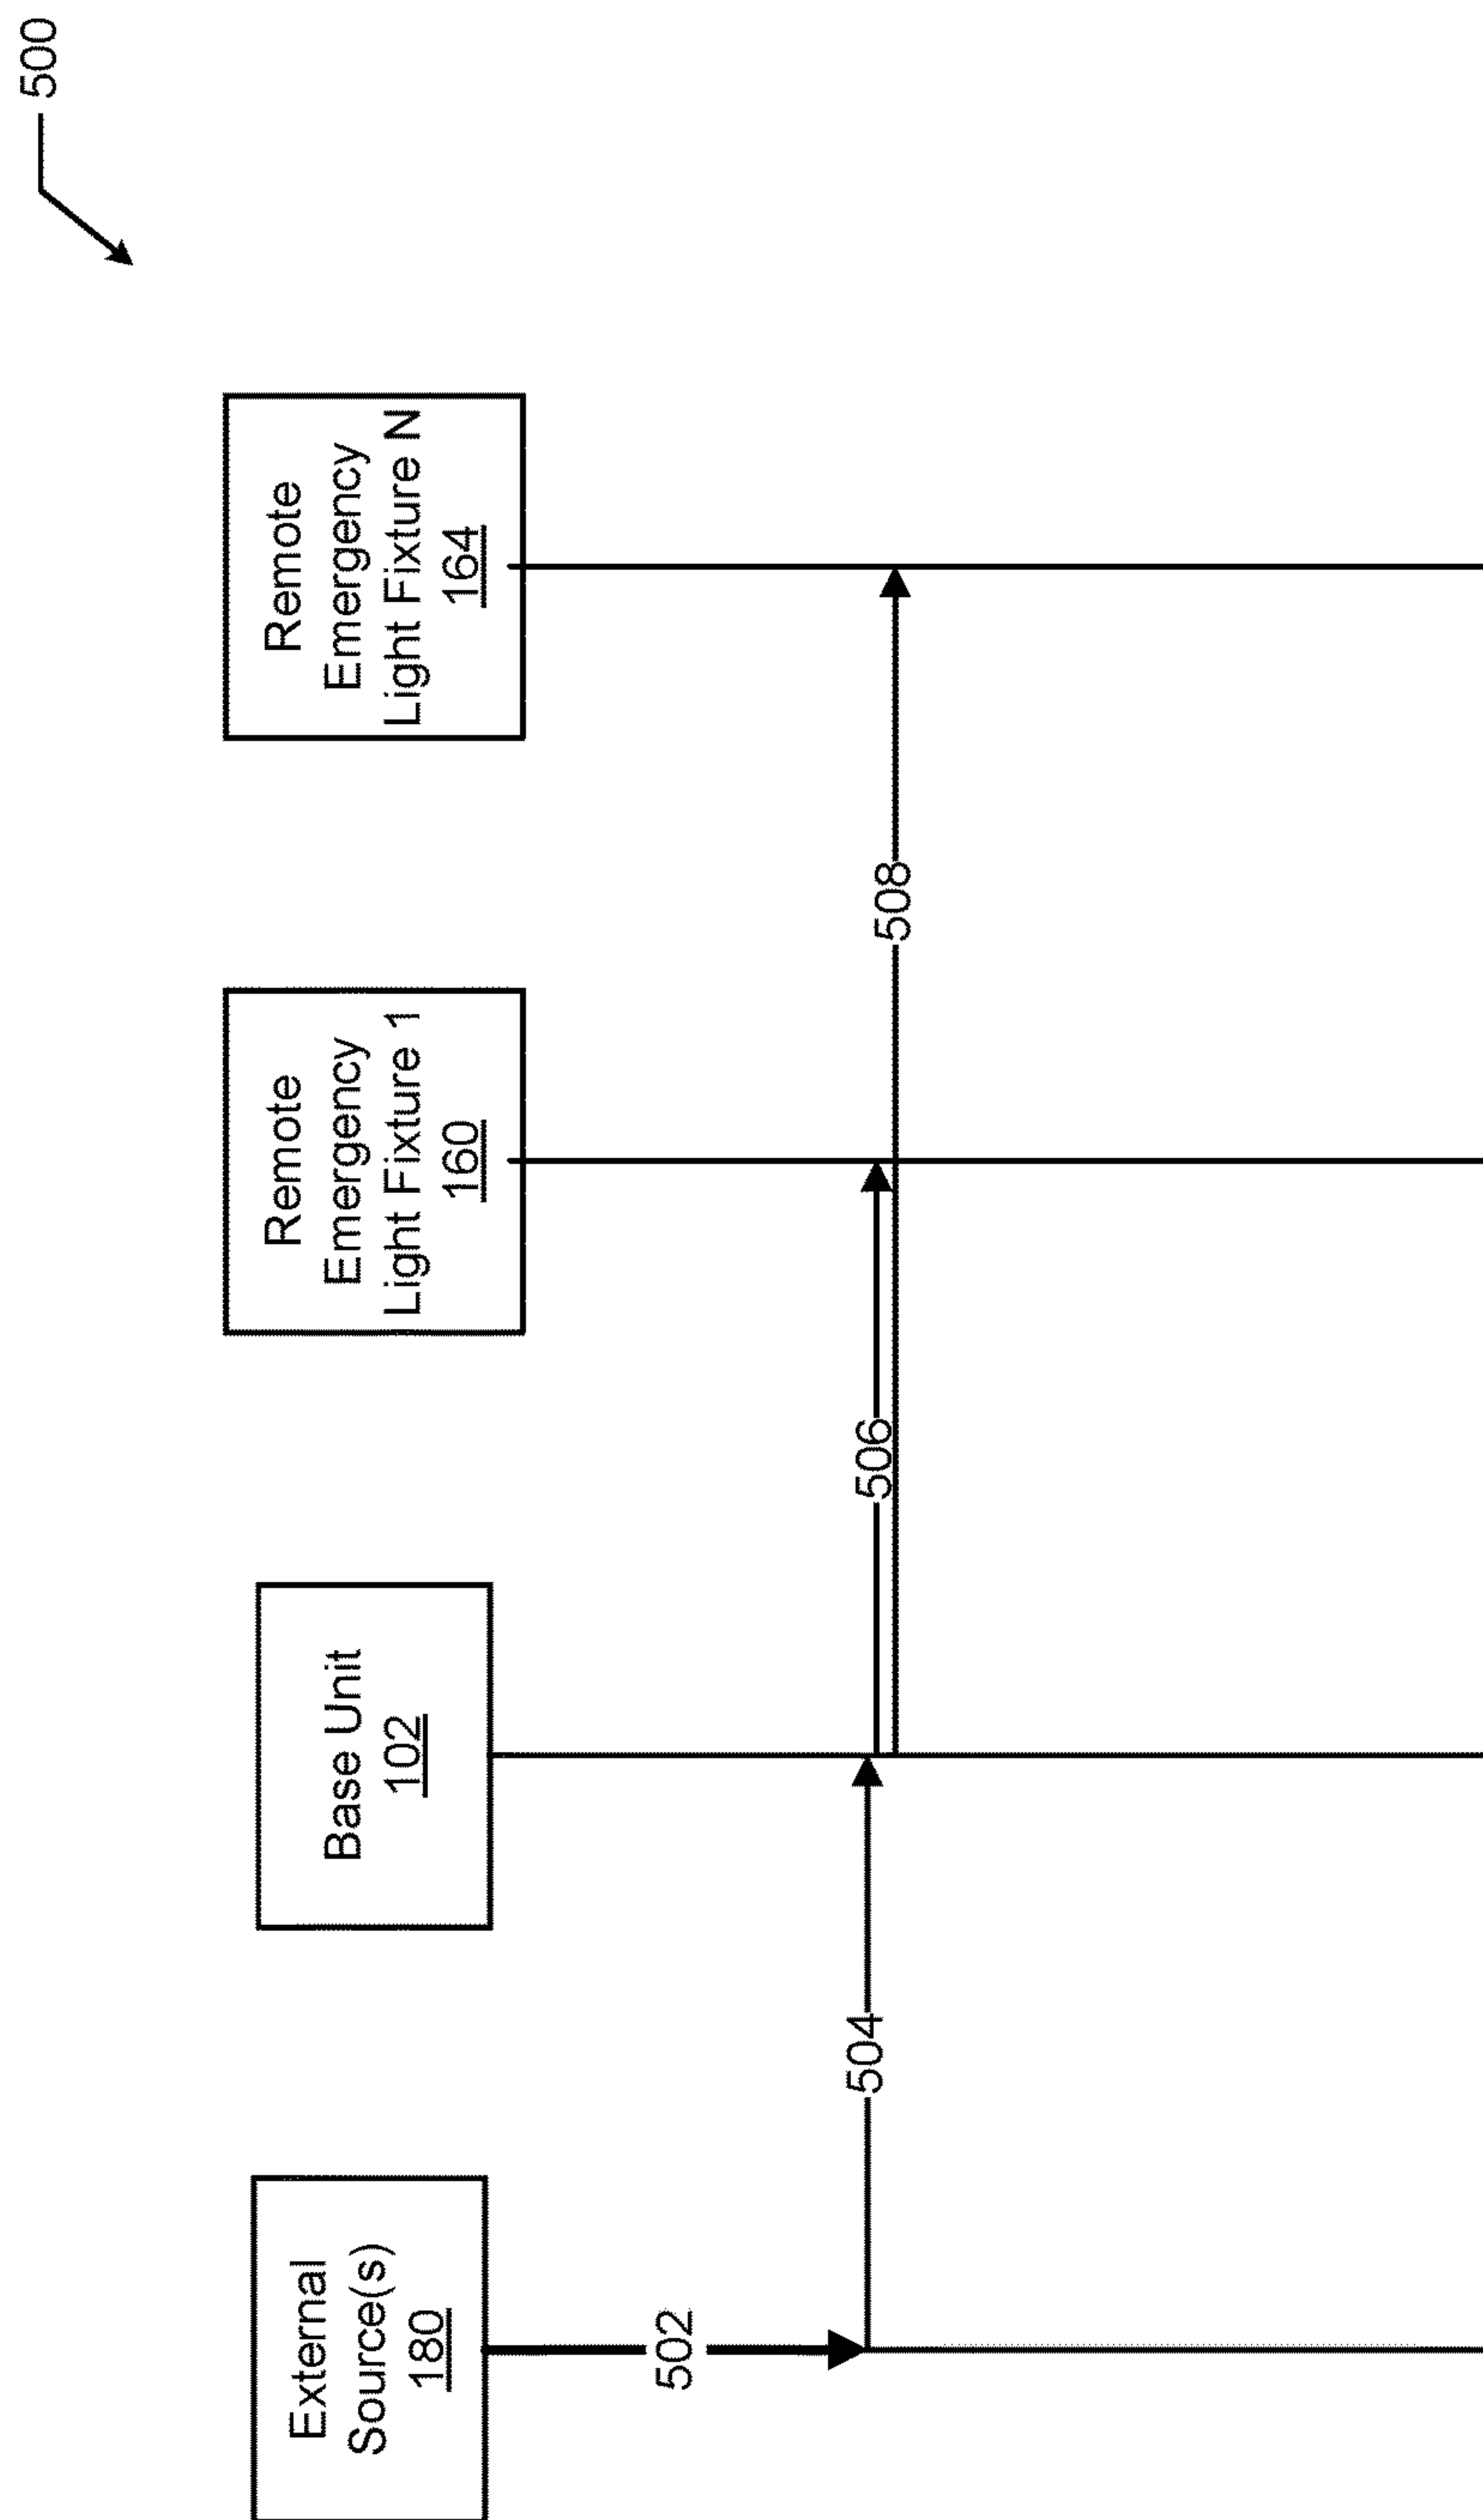 500
External
Source(s)
180
Base Unit
102
Remote
Emergency
Light Fixture 1
160
Remote
Emergency
Light Fixture N
164
502
504
506
508